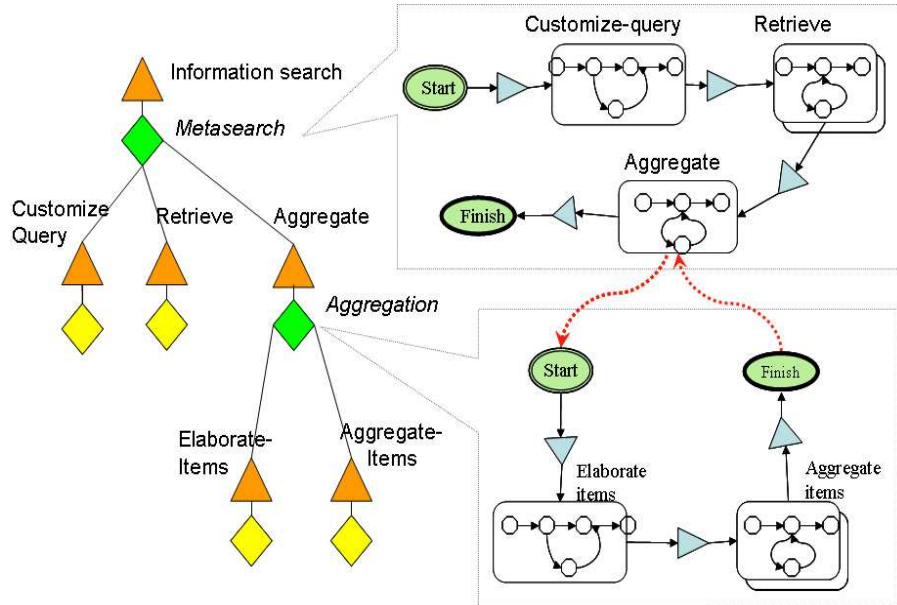 Information search
Metasearch
Customize
Query
Retrieve
Aggregate
Aggregation
Elaborate-
Items
Aggregate-
Items
Customize-query
Retrieve
Start
Aggregate
Finish
Start
Finish
Elaborate
items
Aggregate
items